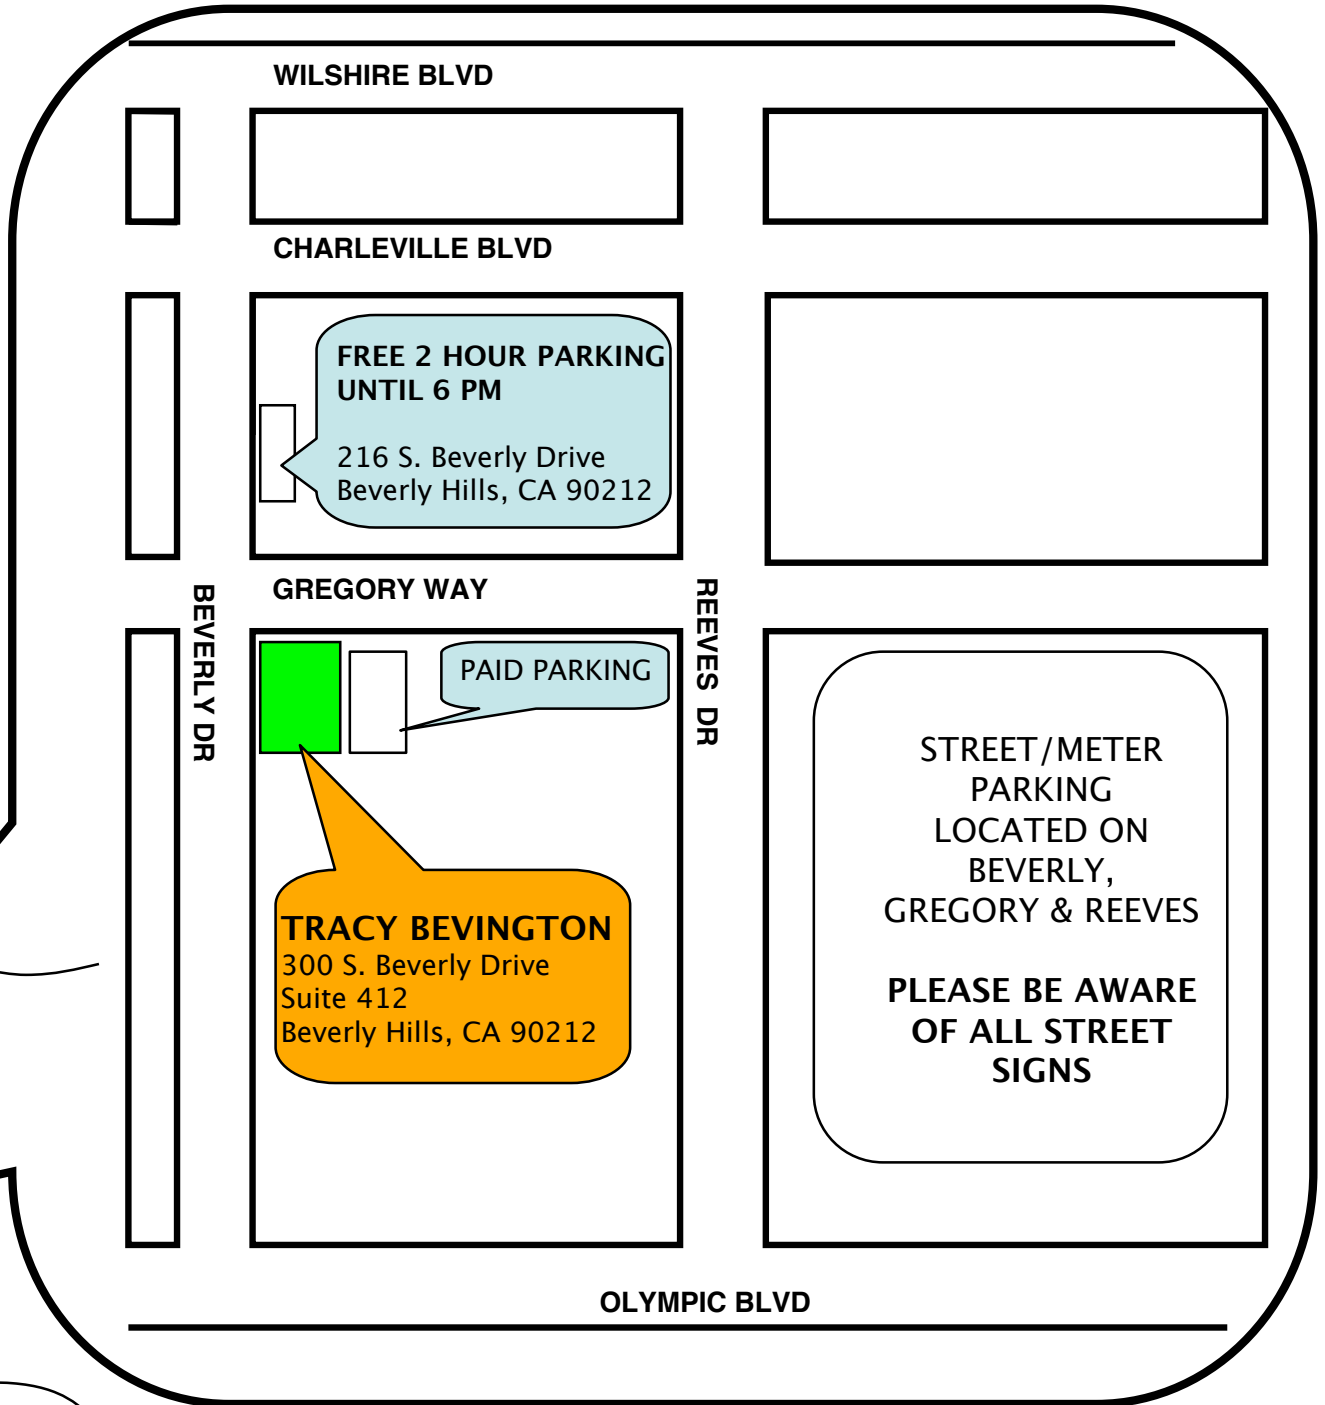 WILSHIRE BLVD
CHARLEVILLE BLVD
FREE 2 HOUR PARKING
UNTIL 6 PM
216 S. Beverly Drive
Beverly Hills, CA 90212
GREGORY WAY
BEVERLY DR
REEVES DR
PAID PARKING
TRACY BEVINGTON
300 S. Beverly Drive
Suite 412
Beverly Hills, CA 90212
STREET/METER
PARKING
LOCATED ON
BEVERLY,
GREGORY & REEVES
PLEASE BE AWARE
OF ALL STREET
SIGNS
OLYMPIC BLVD